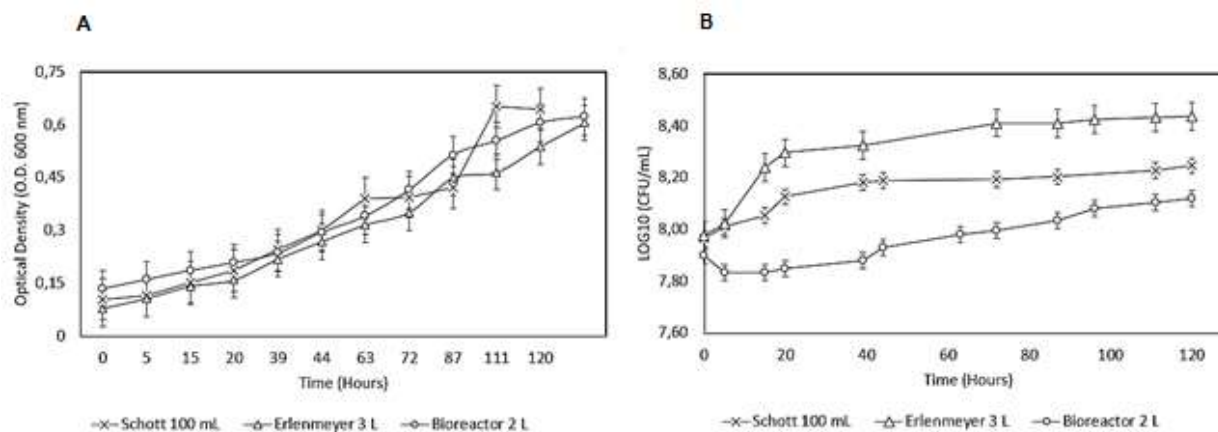 A
Optical Density (O.D. 600 nm)
0,75
0,6
0,45
0,3
0,15
0
0 5 15 20 39 44 63 72 87 111 120
Time (Hours)
Schott 100 mL Erlenmeyer 3 L Bioreactor 2 L
B
LOG10 (CFU/mL)
8,60
8,40
8,20
8,00
7,80
7,60
0 20 40 60 80 100 120
Time (Hours)
Schott 100 mL Erlenmeyer 3 L Bioreactor 2 L